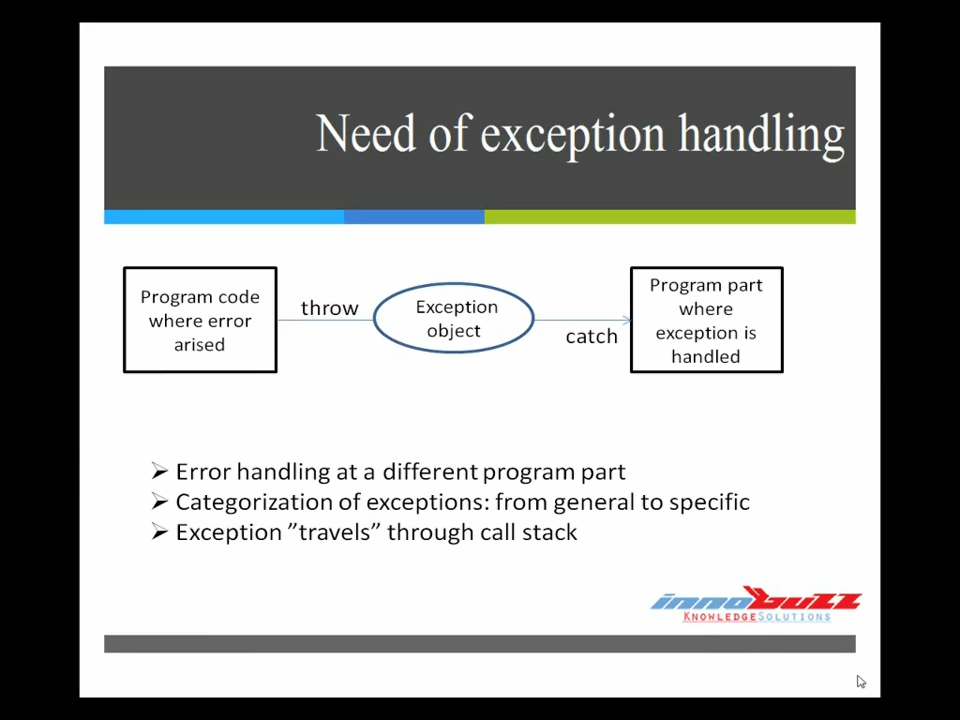 Need of exception handling
Program code
where error
arised
throw
Exception
object
catch
Program part
where
exception is
handled
➢ Error handling at a different program part
➢ Categorization of exceptions: from general to specific
➢ Exception ”travels” through call stack
innobuzz
KNOWLEDGESOLUTIONS